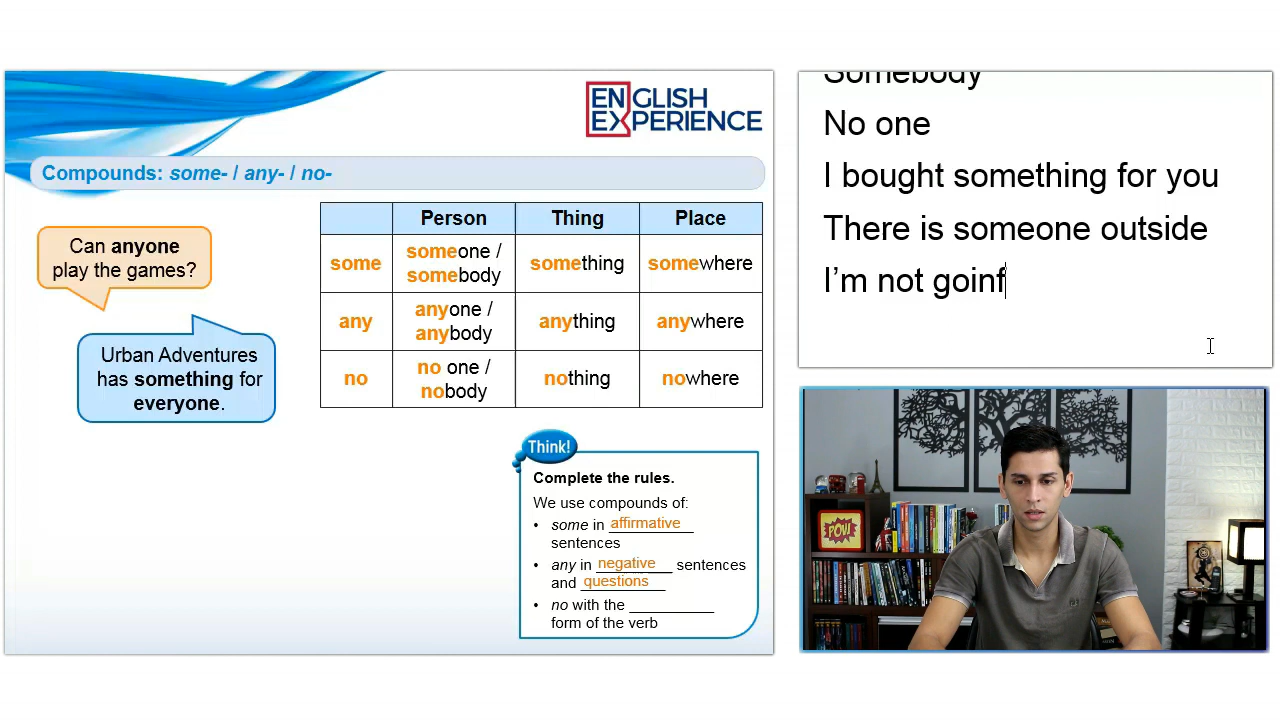 ENGLISH
EXPERIENCE
Compounds: some- / any- / no-
Can anyone
play the games?
Urban Adventures
has something for
everyone.
Person Thing Place
some someone / somebody something somewhere
any anyone / anybody anything anywhere
no no one / nobody nothing nowhere
Think!
Complete the rules.
We use compounds of:
• some in affirmative
sentences
• any in negative sentences
and questions
• no with the __________
form of the verb
Somebody
No one
I bought something for you
There is someone outside
I’m not goinf
POW!